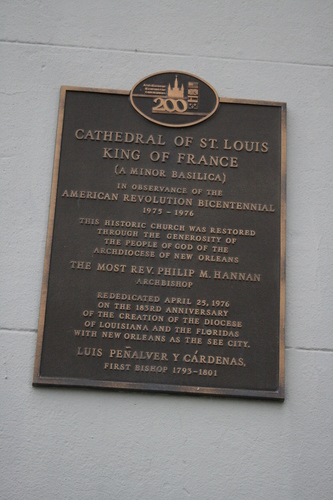 200
CATHEDRAL OF ST. LOUIS
KING OF FRANCE
(A MINOR BASILICA)
IN OBSERVANCE OF THE
AMERICAN REVOLUTION BICENTENNIAL
1975 - 1976
THIS HISTORIC CHURCH WAS RESTORED
THROUGH THE GENEROSITY OF
THE PEOPLE OF GOD OF THE
ARCHDIOCESE OF NEW ORLEANS
THE MOST REV. PHILIP M. HANNAN
ARCHBISHOP
REDEDICATED APRIL 25, 1976
ON THE 183RD ANNIVERSARY
OF THE CREATION OF THE DIOCESE
OF LOUISIANA AND THE FLORIDAS
WITH NEW ORLEANS AS THE SEE CITY.
LUIS PEÑALVER Y CÁRDENAS,
FIRST BISHOP 1795-1801